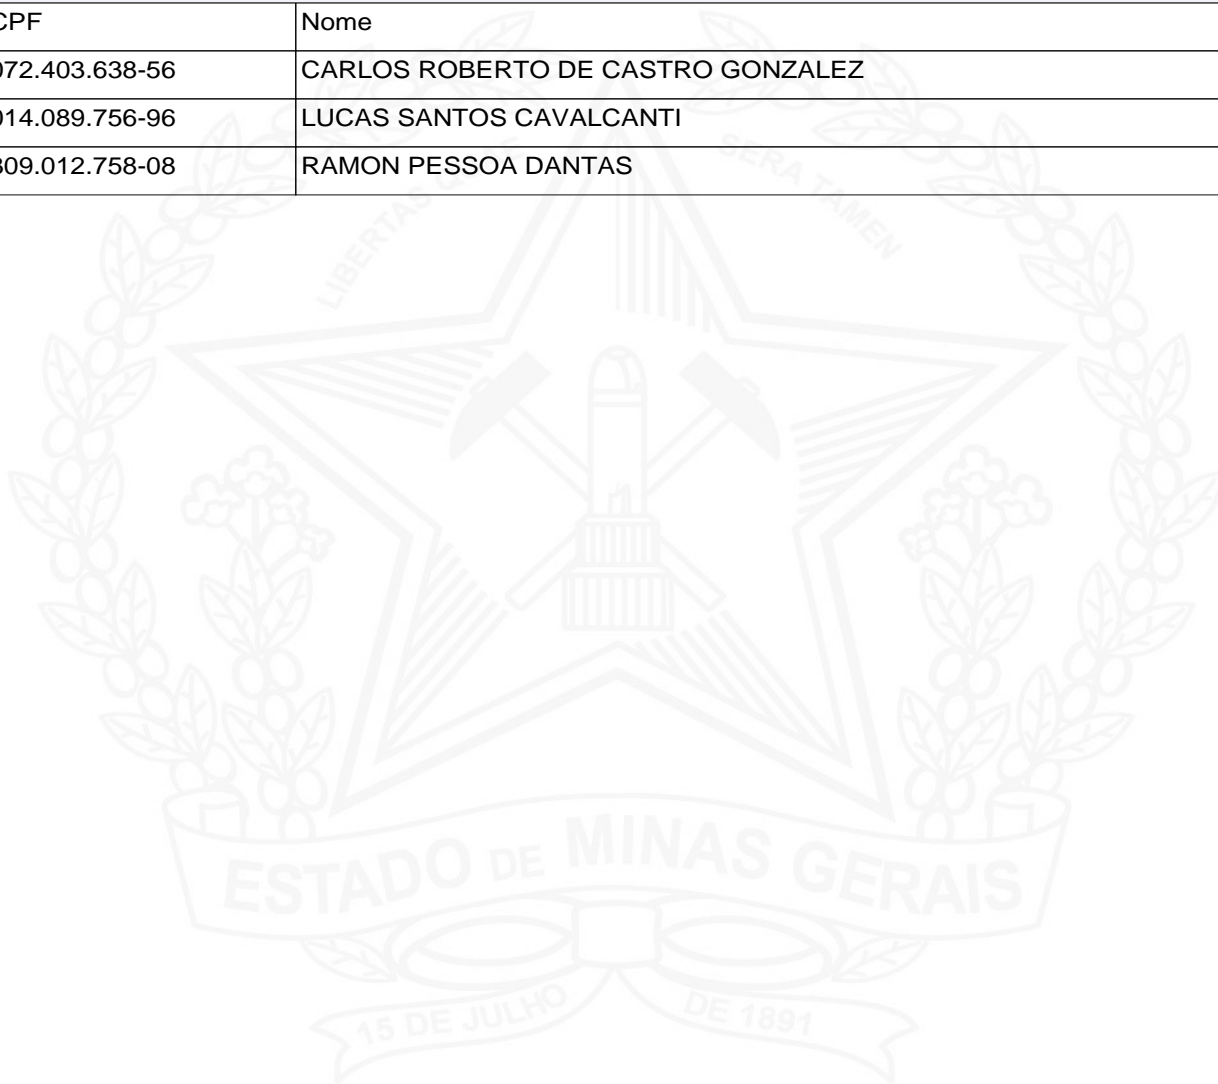 CPF Nome
072.403.638-56 CARLOS ROBERTO DE CASTRO GONZALEZ
014.089.756-96 LUCAS SANTOS CAVALCANTI
309.012.758-08 RAMON PESSOA DANTAS
LIBERTAS QUÆ SERA TAMEN
ESTADO DE MINAS GERAIS
15 DE JULHO DE 1891